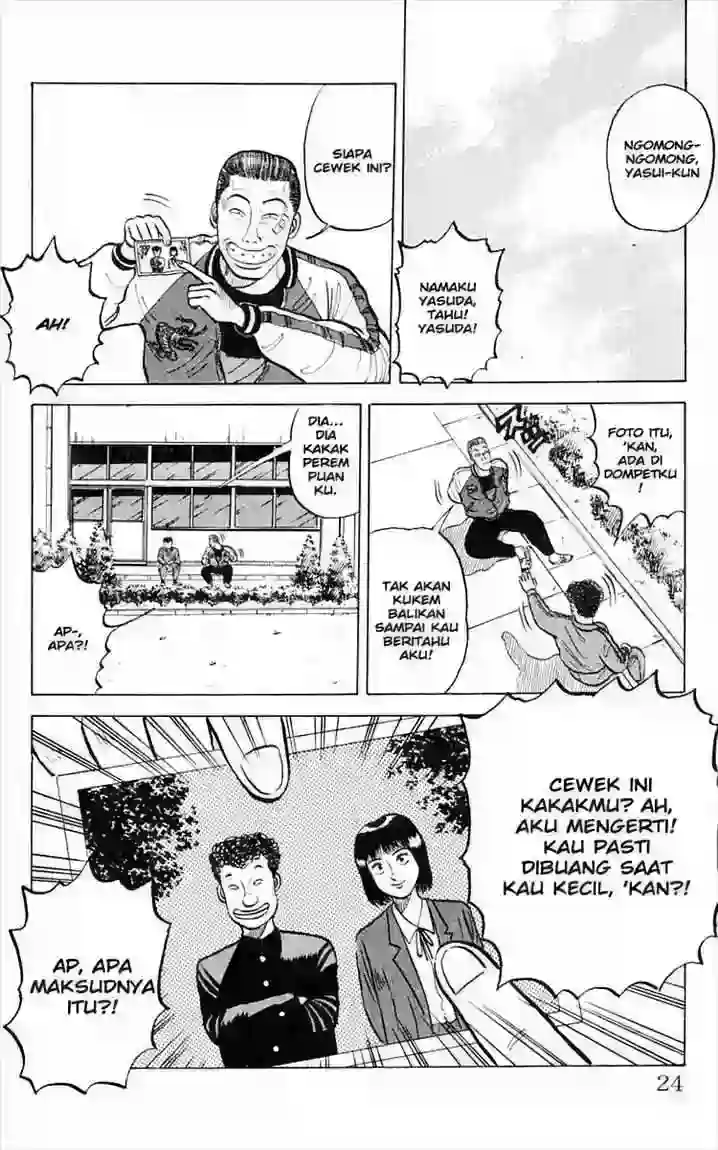 NGOMONG-
NGOMONG,
YASUI-KUN
NAMAKU
YASUDA,
TAHU!
YASUDA!
SIAPA
CEWEK INI?
AH!
FOTO ITU,
'KAN,
ADA DI
DOMPETKU
!
TAK AKAN
KUKEM
BALIKAN
SAMPAI KAU
BERITAHU
AKU!
DIA...
DIA
KAKAK
PEREM
PUAN
KU.
AP-,
APA?!
CEWEK INI
KAKAKMU? AH,
AKU MENGERTI!
KAU PASTI
DIBUANG SAAT
KAU KECIL, 'KAN?!
AP, APA
MAKSUDNYA
ITU?!
24